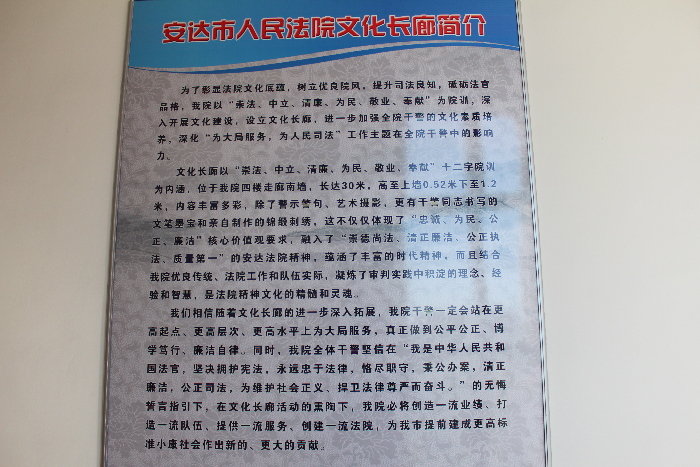 安达市人民法院文化长廊简介
为了彰显法院文化底蕴，树立优良院风，提升司法良知，砥砺法官
品格，我院以“崇法、中立、清廉、为民、敬业、奉献”为院训，深
入开展文化建设，设立文化长廊，进一步加强全院干警的文化素质培
养，深化“为大局服务，为人民司法”工作主题在全院干警中的影响
力。
文化长廊以“崇法、中立、清廉、为民、敬业、奉献”十二字院训
为内涵，位于我院四楼走廊南墙，长达30米，高至上墙0.52米下至1.2
米，内容丰富多彩，除了警示警句、艺术摄影，更有干警同志书写的
文笔墨宝和亲自制作的锦缎刺绣，这不仅仅体现了“忠诚、为民、公
正、廉洁”核心价值观要求，融入了“崇德尚法、清正廉洁、公正执
法、质量第一”的安达法院精神，蕴涵了丰富的时代精神，而且结合
我院优良传统、法院工作和队伍实际，凝炼了审判实践中积淀的理念、经
验和智慧，是法院精神文化的精髓和灵魂。
我们相信随着文化长廊的进一步深入拓展，我院干警一定会站在更
高起点、更高层次、更高水平上为大局服务，真正做到公平公正、博
学笃行、廉洁自律。同时，我院全体干警坚信在“我是中华人民共和
国法官，坚决拥护宪法，永远忠于法律，恪尽职守，秉公办案，清正
廉洁，公正司法，为维护社会正义、捍卫法律尊严而奋斗。”的无悔
誓言指引下，在文化长廊活动的熏陶下，我院必将创造一流业绩、打
造一流队伍、提供一流服务、创建一流法院，为我市提前建成更高标
准小康社会作出新的、更大的贡献。